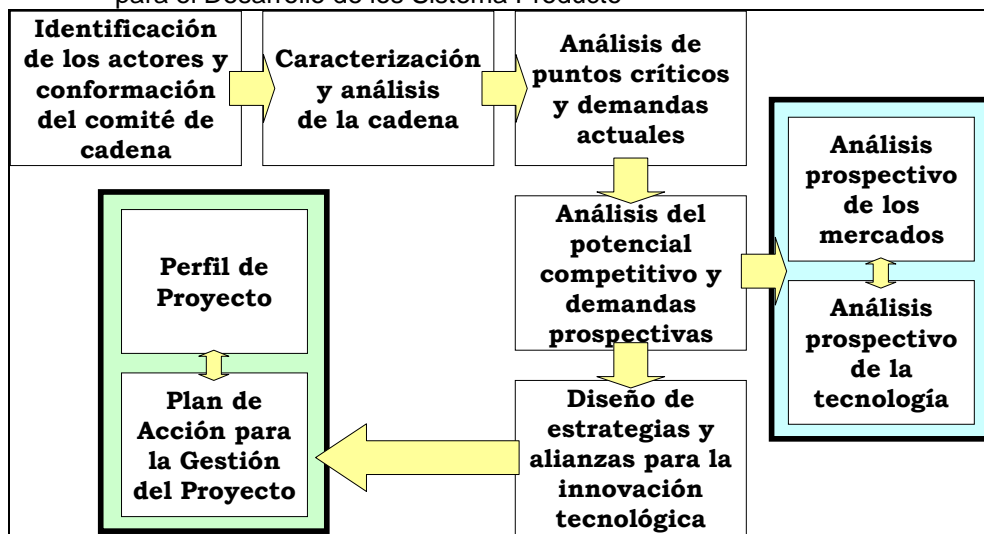 para el Desarrollo de los Sistema Producto
Identificación
de los actores y
conformación
del comité de
cadena
Caracterización
y análisis
de la cadena
Análisis de
puntos críticos
y demandas
actuales
Análisis
prospectivo
de los
mercados
Análisis del
potencial
competitivo y
demandas
prospectivas
Perfil de
Proyecto
Análisis
prospectivo
de la
tecnología
Plan de
Acción para
la Gestión
del Proyecto
Diseño de
estrategias y
alianzas para la
innovación
tecnológica